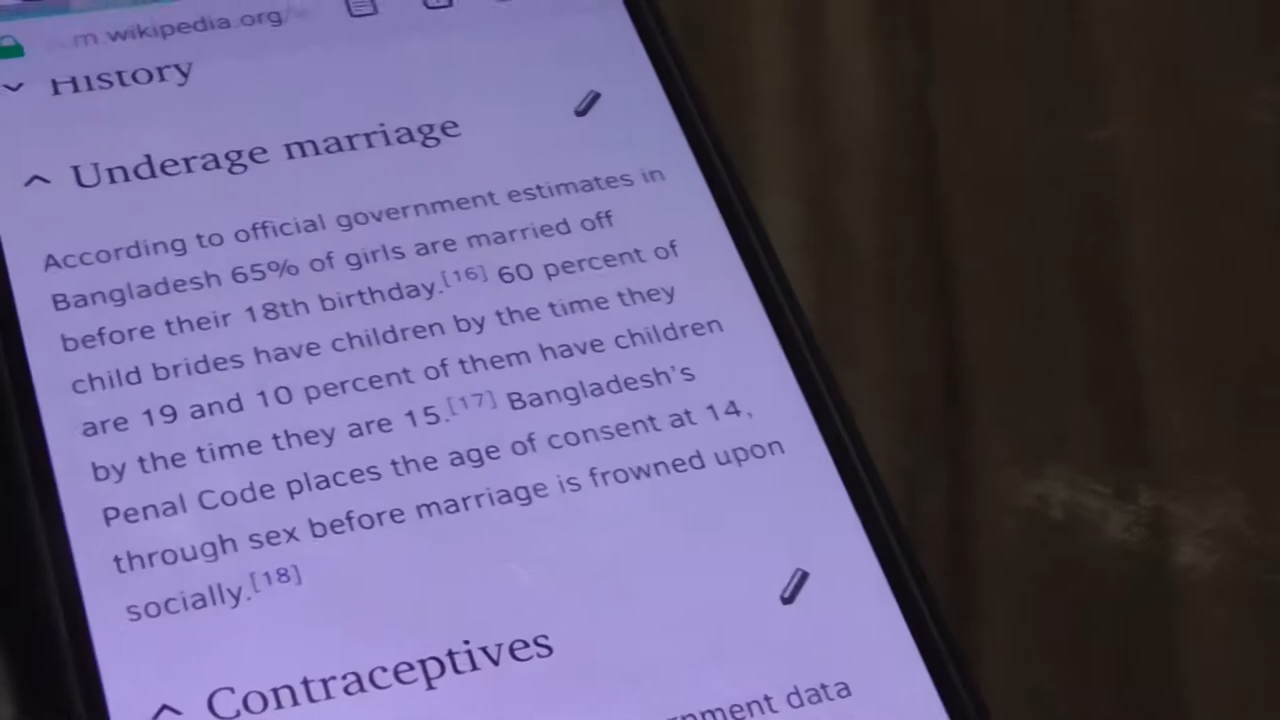 m.wikipedia.org
History
Underage marriage
According to official government estimates in
Bangladesh 65% of girls are married off
before their 18th birthday.[16] 60 percent of
child brides have children by the time they
are 19 and 10 percent of them have children
by the time they are 15.[17] Bangladesh's
Penal Code places the age of consent at 14,
through sex before marriage is frowned upon
socially.[18]
Contraceptives
data